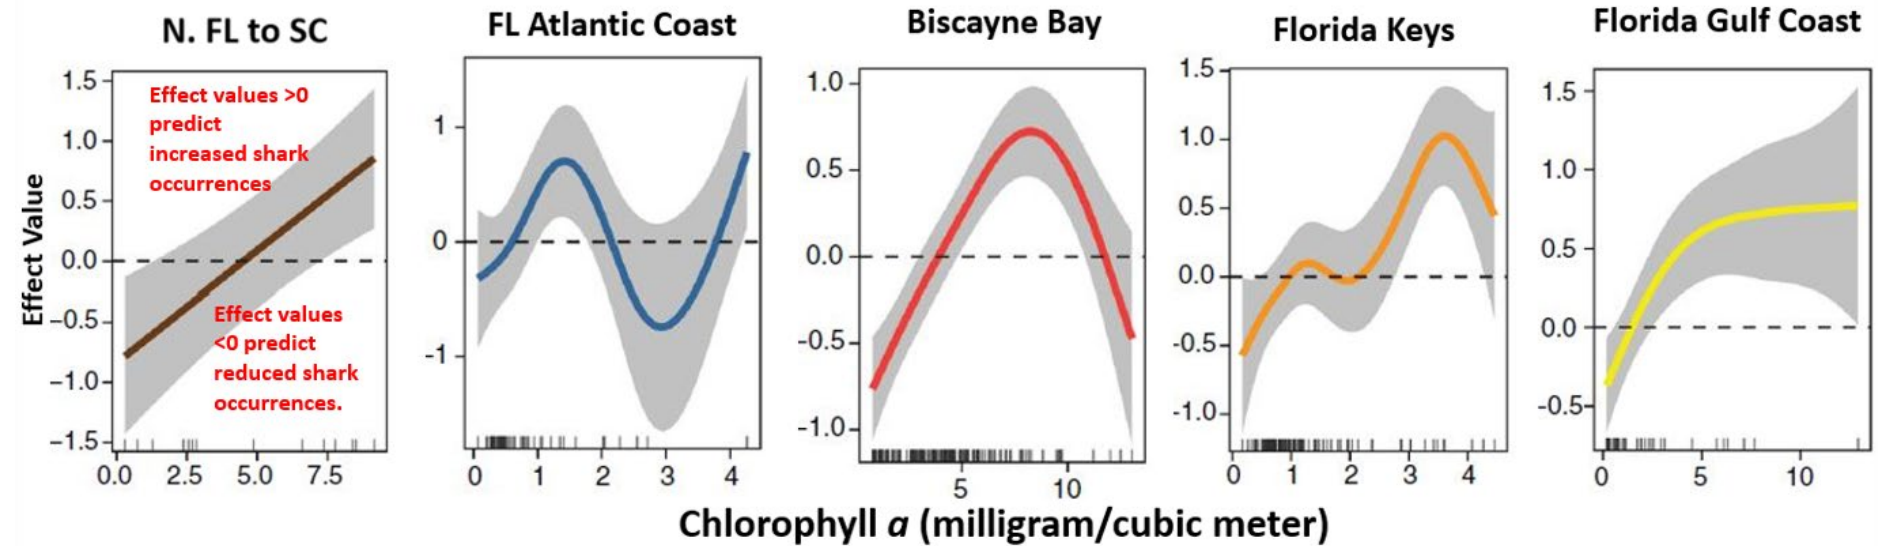 N. FL to SC
FL Atlantic Coast
Biscayne Bay
Florida Keys
Florida Gulf Coast
Effect Value
1.5
1.0
0.5
0.0
−0.5
−1.0
−1.5
Effect values >0
predict
increased shark
occurrences
Effect values
<0 predict
reduced shark
occurrences.
0.0 2.5 5.0 7.5
1
0
-1
0 1 2 3 4
1.0
0.5
0.0
-0.5
-1.0
5 10
1.5
1.0
0.5
0.0
-0.5
-1.0
0 1 2 3 4
1.5
1.0
0.5
0.0
-0.5
0 5 10
Chlorophyll a (milligram/cubic meter)